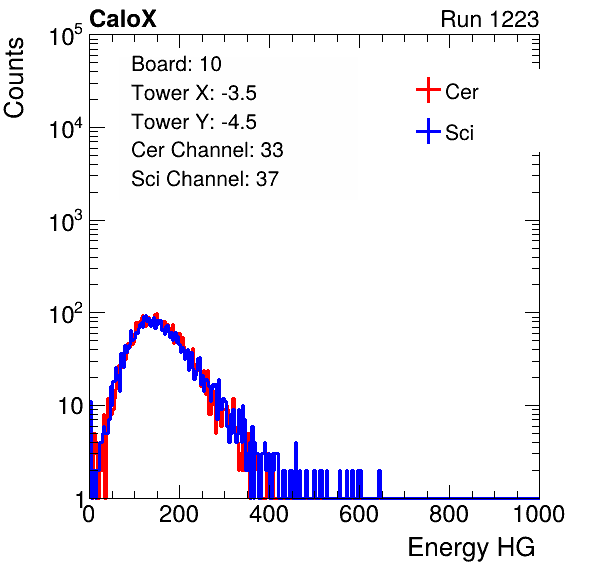 CaloX Run 1223
Counts
10^5
10^4
10^3
10^2
10
1
Board: 10
Tower X: -3.5
Tower Y: -4.5
Cer Channel: 33
Sci Channel: 37
Cer
Sci
0 200 400 600 800 1000
Energy HG